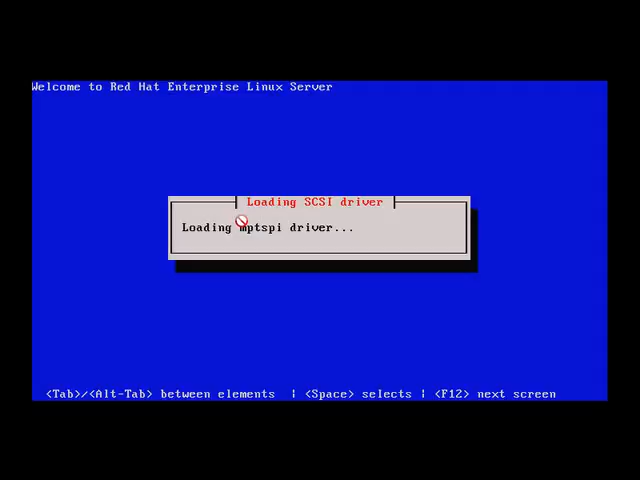 Welcome to Red Hat Enterprise Linux Server
Loading SCSI driver
Loading mptspi driver...
<Tab>/<Alt-Tab> between elements | <Space> selects | <F12> next screen